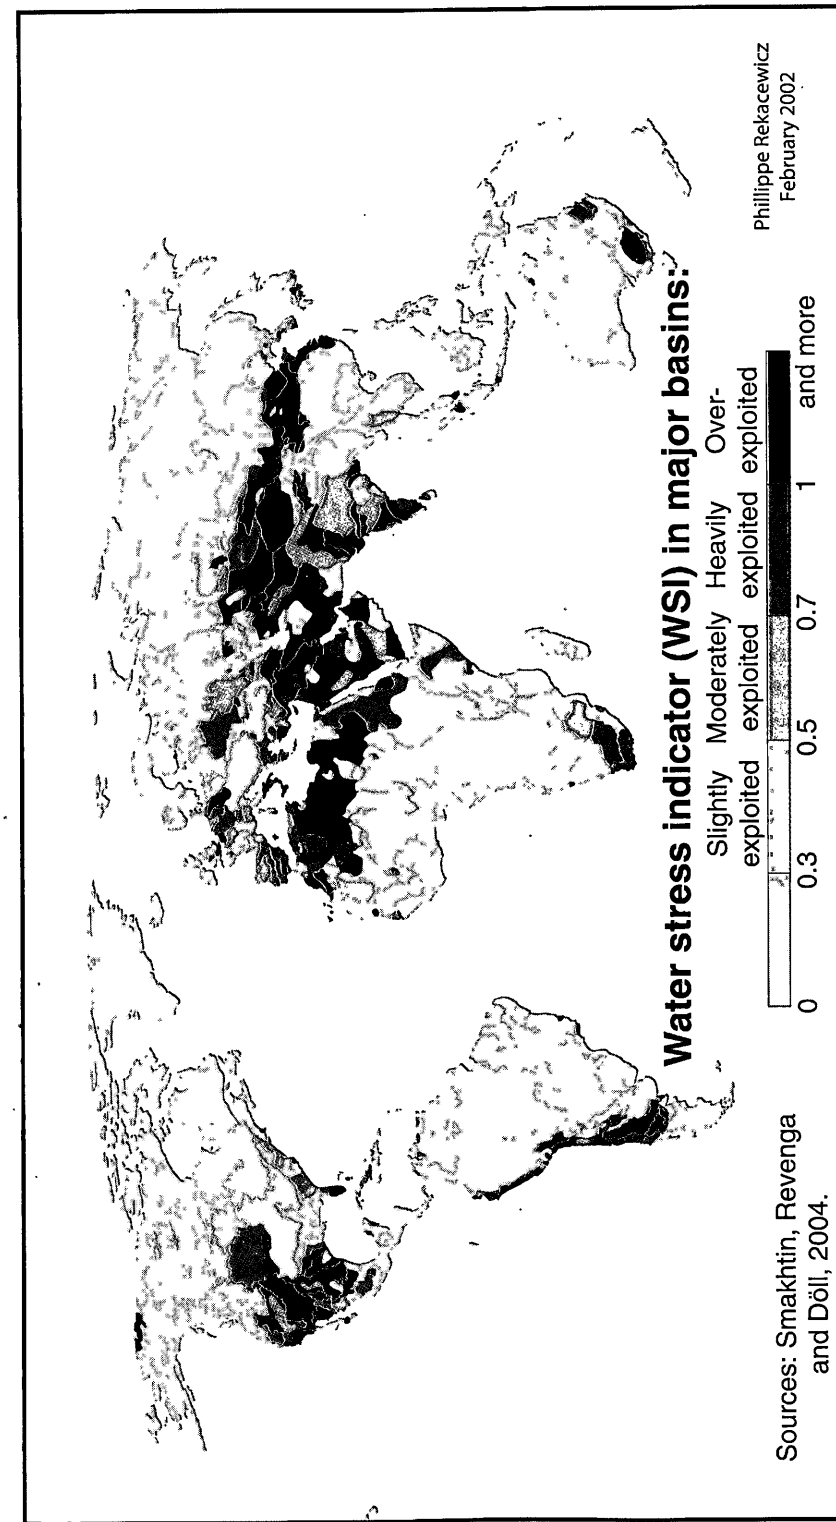 Water stress indicator (WSI) in major basins:
Slightly Moderately Heavily Over-
exploited exploited exploited exploited
0 0.3 0.5 0.7 1 and more
Sources: Smakhtin, Revenga
and Döll, 2004.
Phillippe Rekacewicz
February 2002